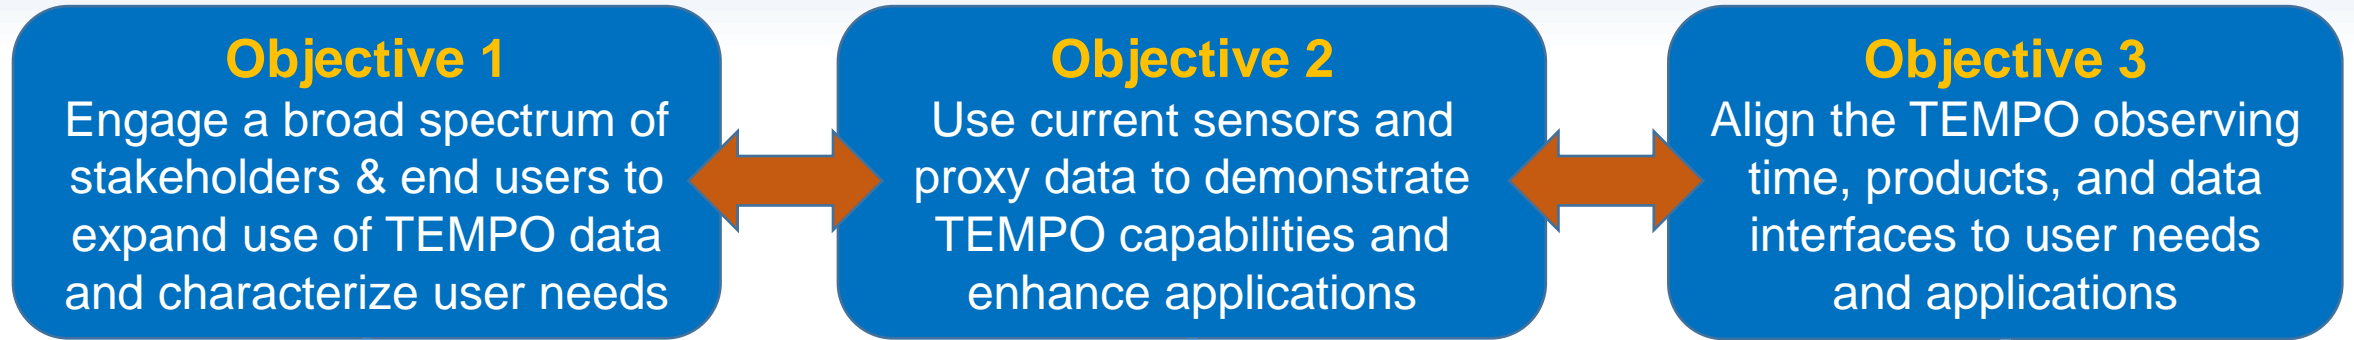 Objective 1
Engage a broad spectrum of
stakeholders & end users to
expand use of TEMPO data
and characterize user needs
Objective 2
Use current sensors and
proxy data to demonstrate
TEMPO capabilities and
enhance applications
Objective 3
Align the TEMPO observing
time, products, and data
interfaces to user needs
and applications